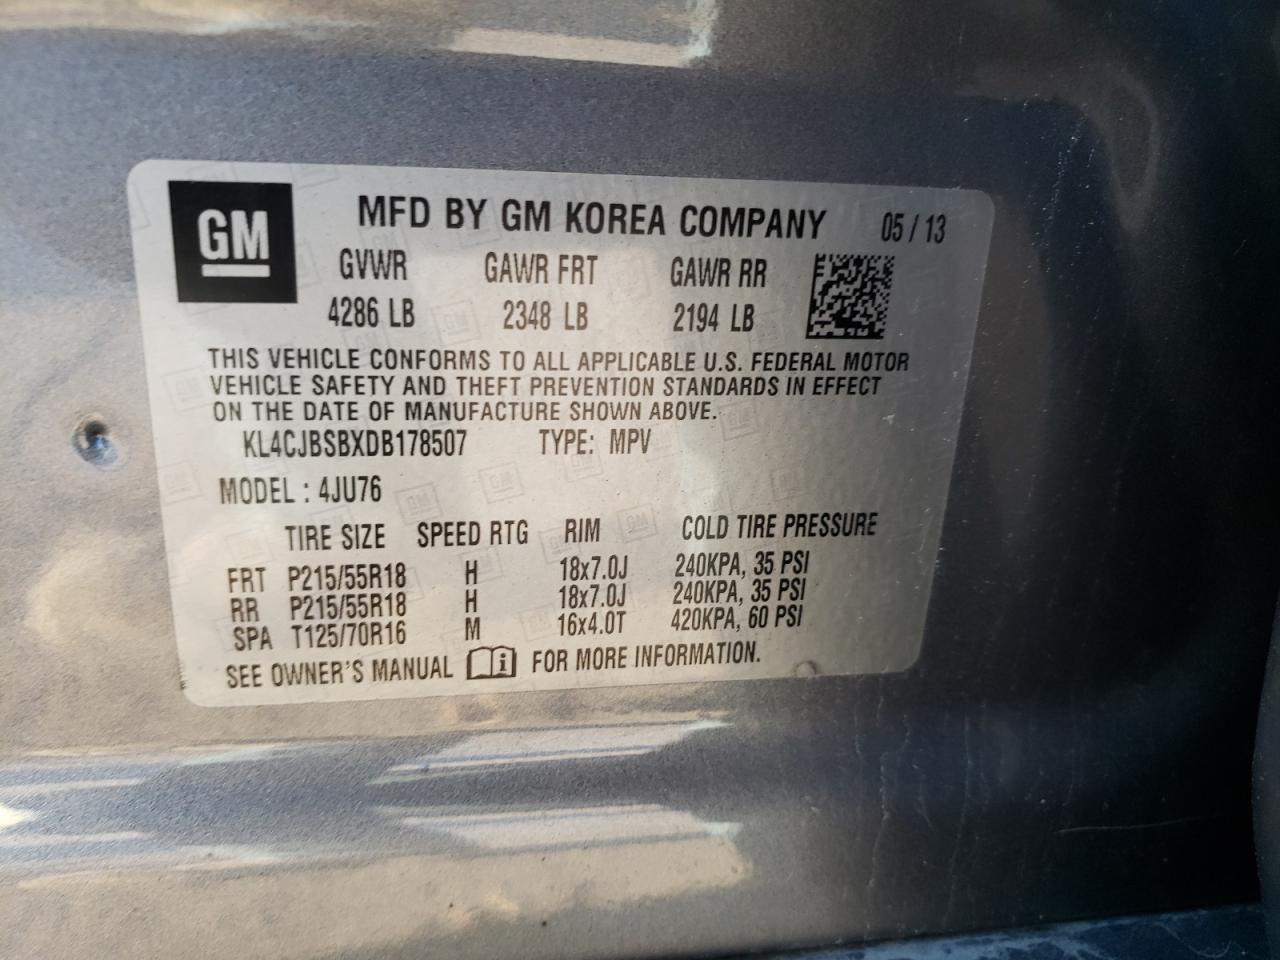 GM
MFD BY GM KOREA COMPANY 05 / 13
GVWR GAWR FRT GAWR RR
4286 LB 2348 LB 2194 LB
THIS VEHICLE CONFORMS TO ALL APPLICABLE U.S. FEDERAL MOTOR
VEHICLE SAFETY AND THEFT PREVENTION STANDARDS IN EFFECT
ON THE DATE OF MANUFACTURE SHOWN ABOVE.
KL4CJBSBXDB178507 TYPE: MPV
MODEL : 4JU76
TIRE SIZE SPEED RTG RIM COLD TIRE PRESSURE
FRT P215/55R18 H 18x7.0J 240KPA, 35 PSI
RR P215/55R18 H 18x7.0J 240KPA, 35 PSI
SPA T125/70R16 M 16x4.0T 420KPA, 60 PSI
SEE OWNER'S MANUAL i FOR MORE INFORMATION.